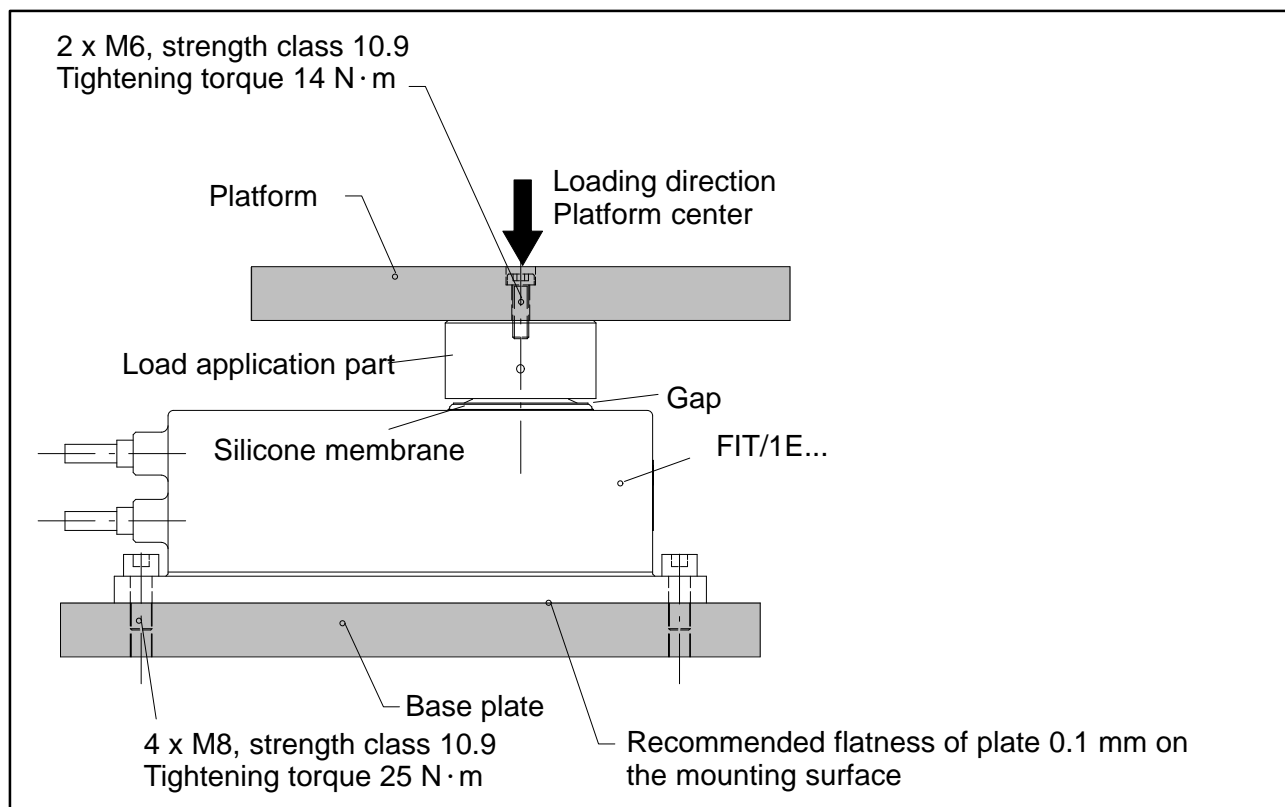 2 x M6, strength class 10.9
Tightening torque 14 N·m
Loading direction
Platform center
Platform
Load application part
Gap
Silicone membrane
FIT/1E...
Base plate
4 x M8, strength class 10.9
Tightening torque 25 N·m
Recommended flatness of plate 0.1 mm on
the mounting surface